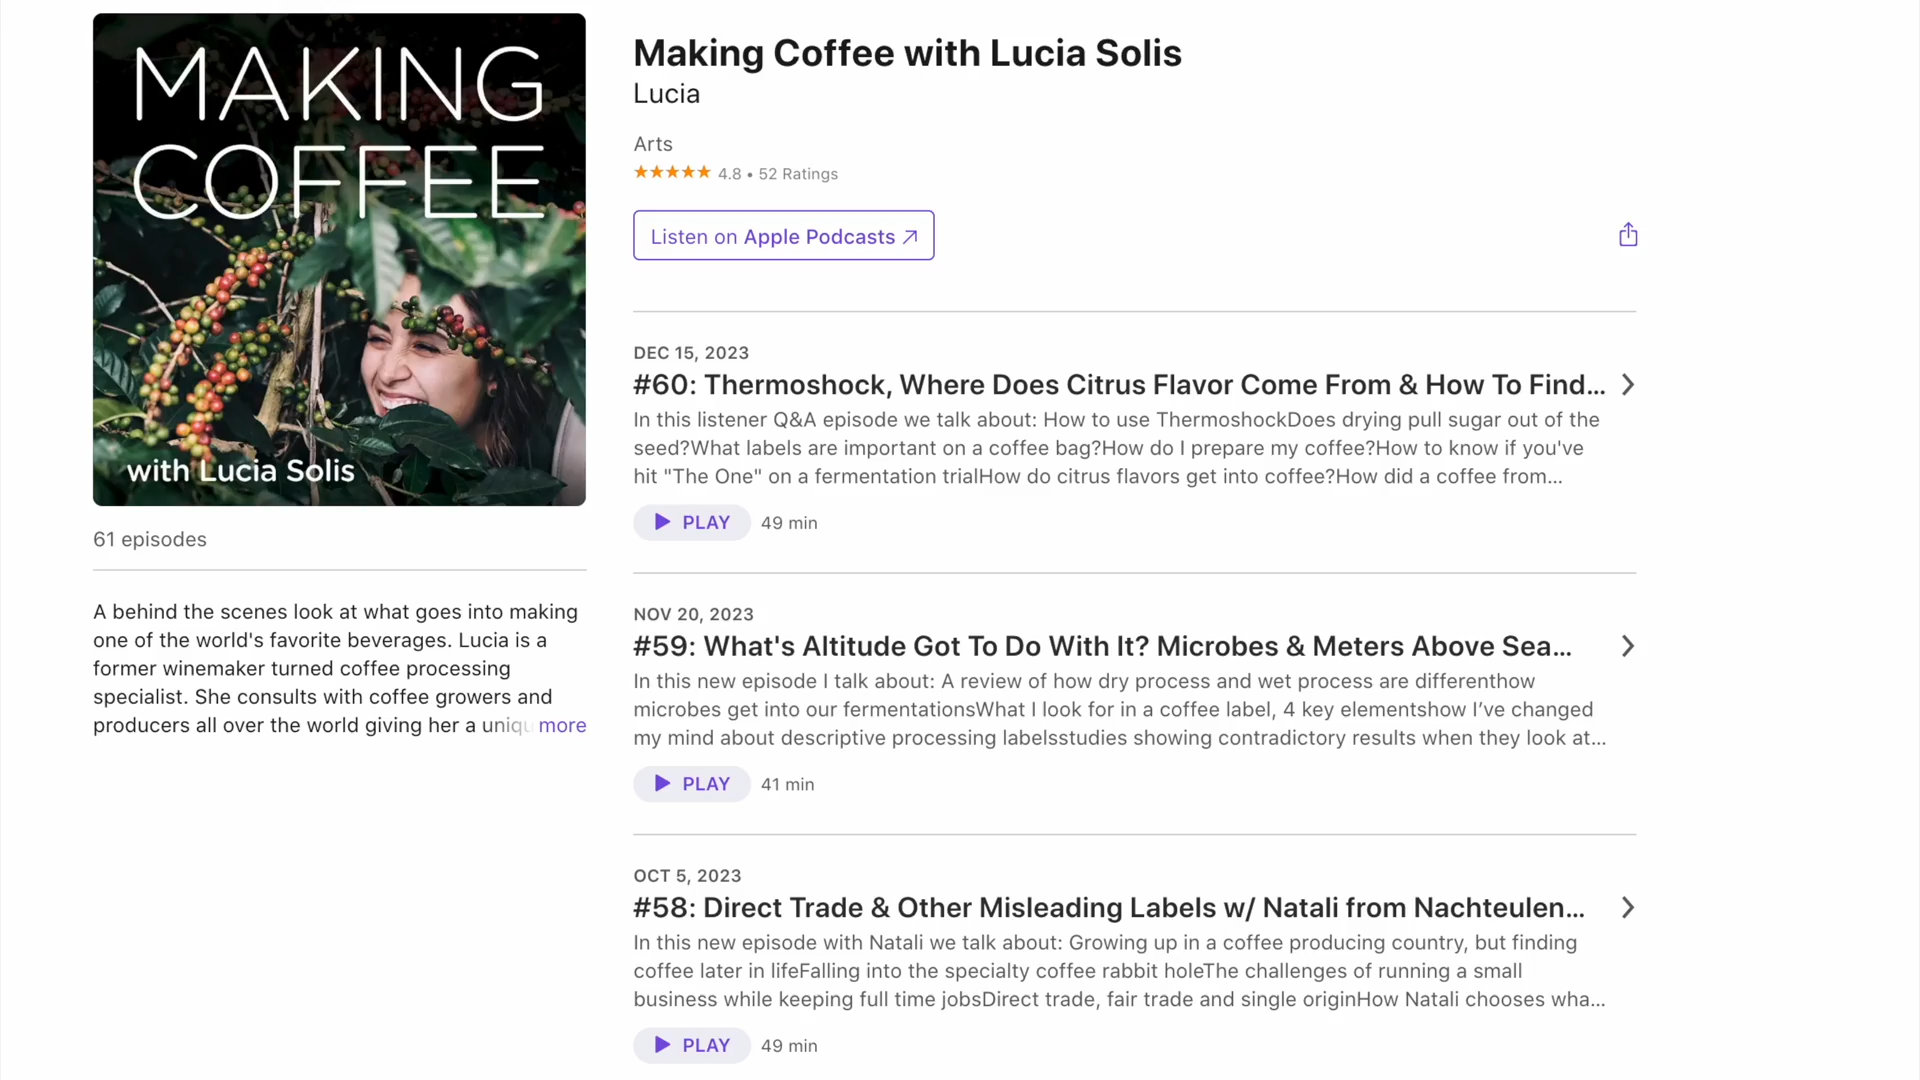 MAKING
COFFEE
with Lucia Solis
61 episodes
A behind the scenes look at what goes into making
one of the world's favorite beverages. Lucia is a
former winemaker turned coffee processing
specialist. She consults with coffee growers and
producers all over the world giving her a uniqu more
Making Coffee with Lucia Solis
Lucia
Arts
★★★★★ 4.8 • 52 Ratings
Listen on Apple Podcasts ↗
DEC 15, 2023
#60: Thermoshock, Where Does Citrus Flavor Come From & How To Find...
In this listener Q&A episode we talk about: How to use ThermoshockDoes drying pull sugar out of the
seed?What labels are important on a coffee bag?How do I prepare my coffee?How to know if you've
hit "The One" on a fermentation trialHow do citrus flavors get into coffee?How did a coffee from...
PLAY 49 min
NOV 20, 2023
#59: What's Altitude Got To Do With It? Microbes & Meters Above Sea...
In this new episode I talk about: A review of how dry process and wet process are differenthow
microbes get into our fermentationsWhat I look for in a coffee label, 4 key elementshow I’ve changed
my mind about descriptive processing labelsstudies showing contradictory results when they look at...
PLAY 41 min
OCT 5, 2023
#58: Direct Trade & Other Misleading Labels w/ Natali from Nachteulen...
In this new episode with Natali we talk about: Growing up in a coffee producing country, but finding
coffee later in lifeFalling into the specialty coffee rabbit holeThe challenges of running a small
business while keeping full time jobsDirect trade, fair trade and single originHow Natali chooses wha...
PLAY 49 min